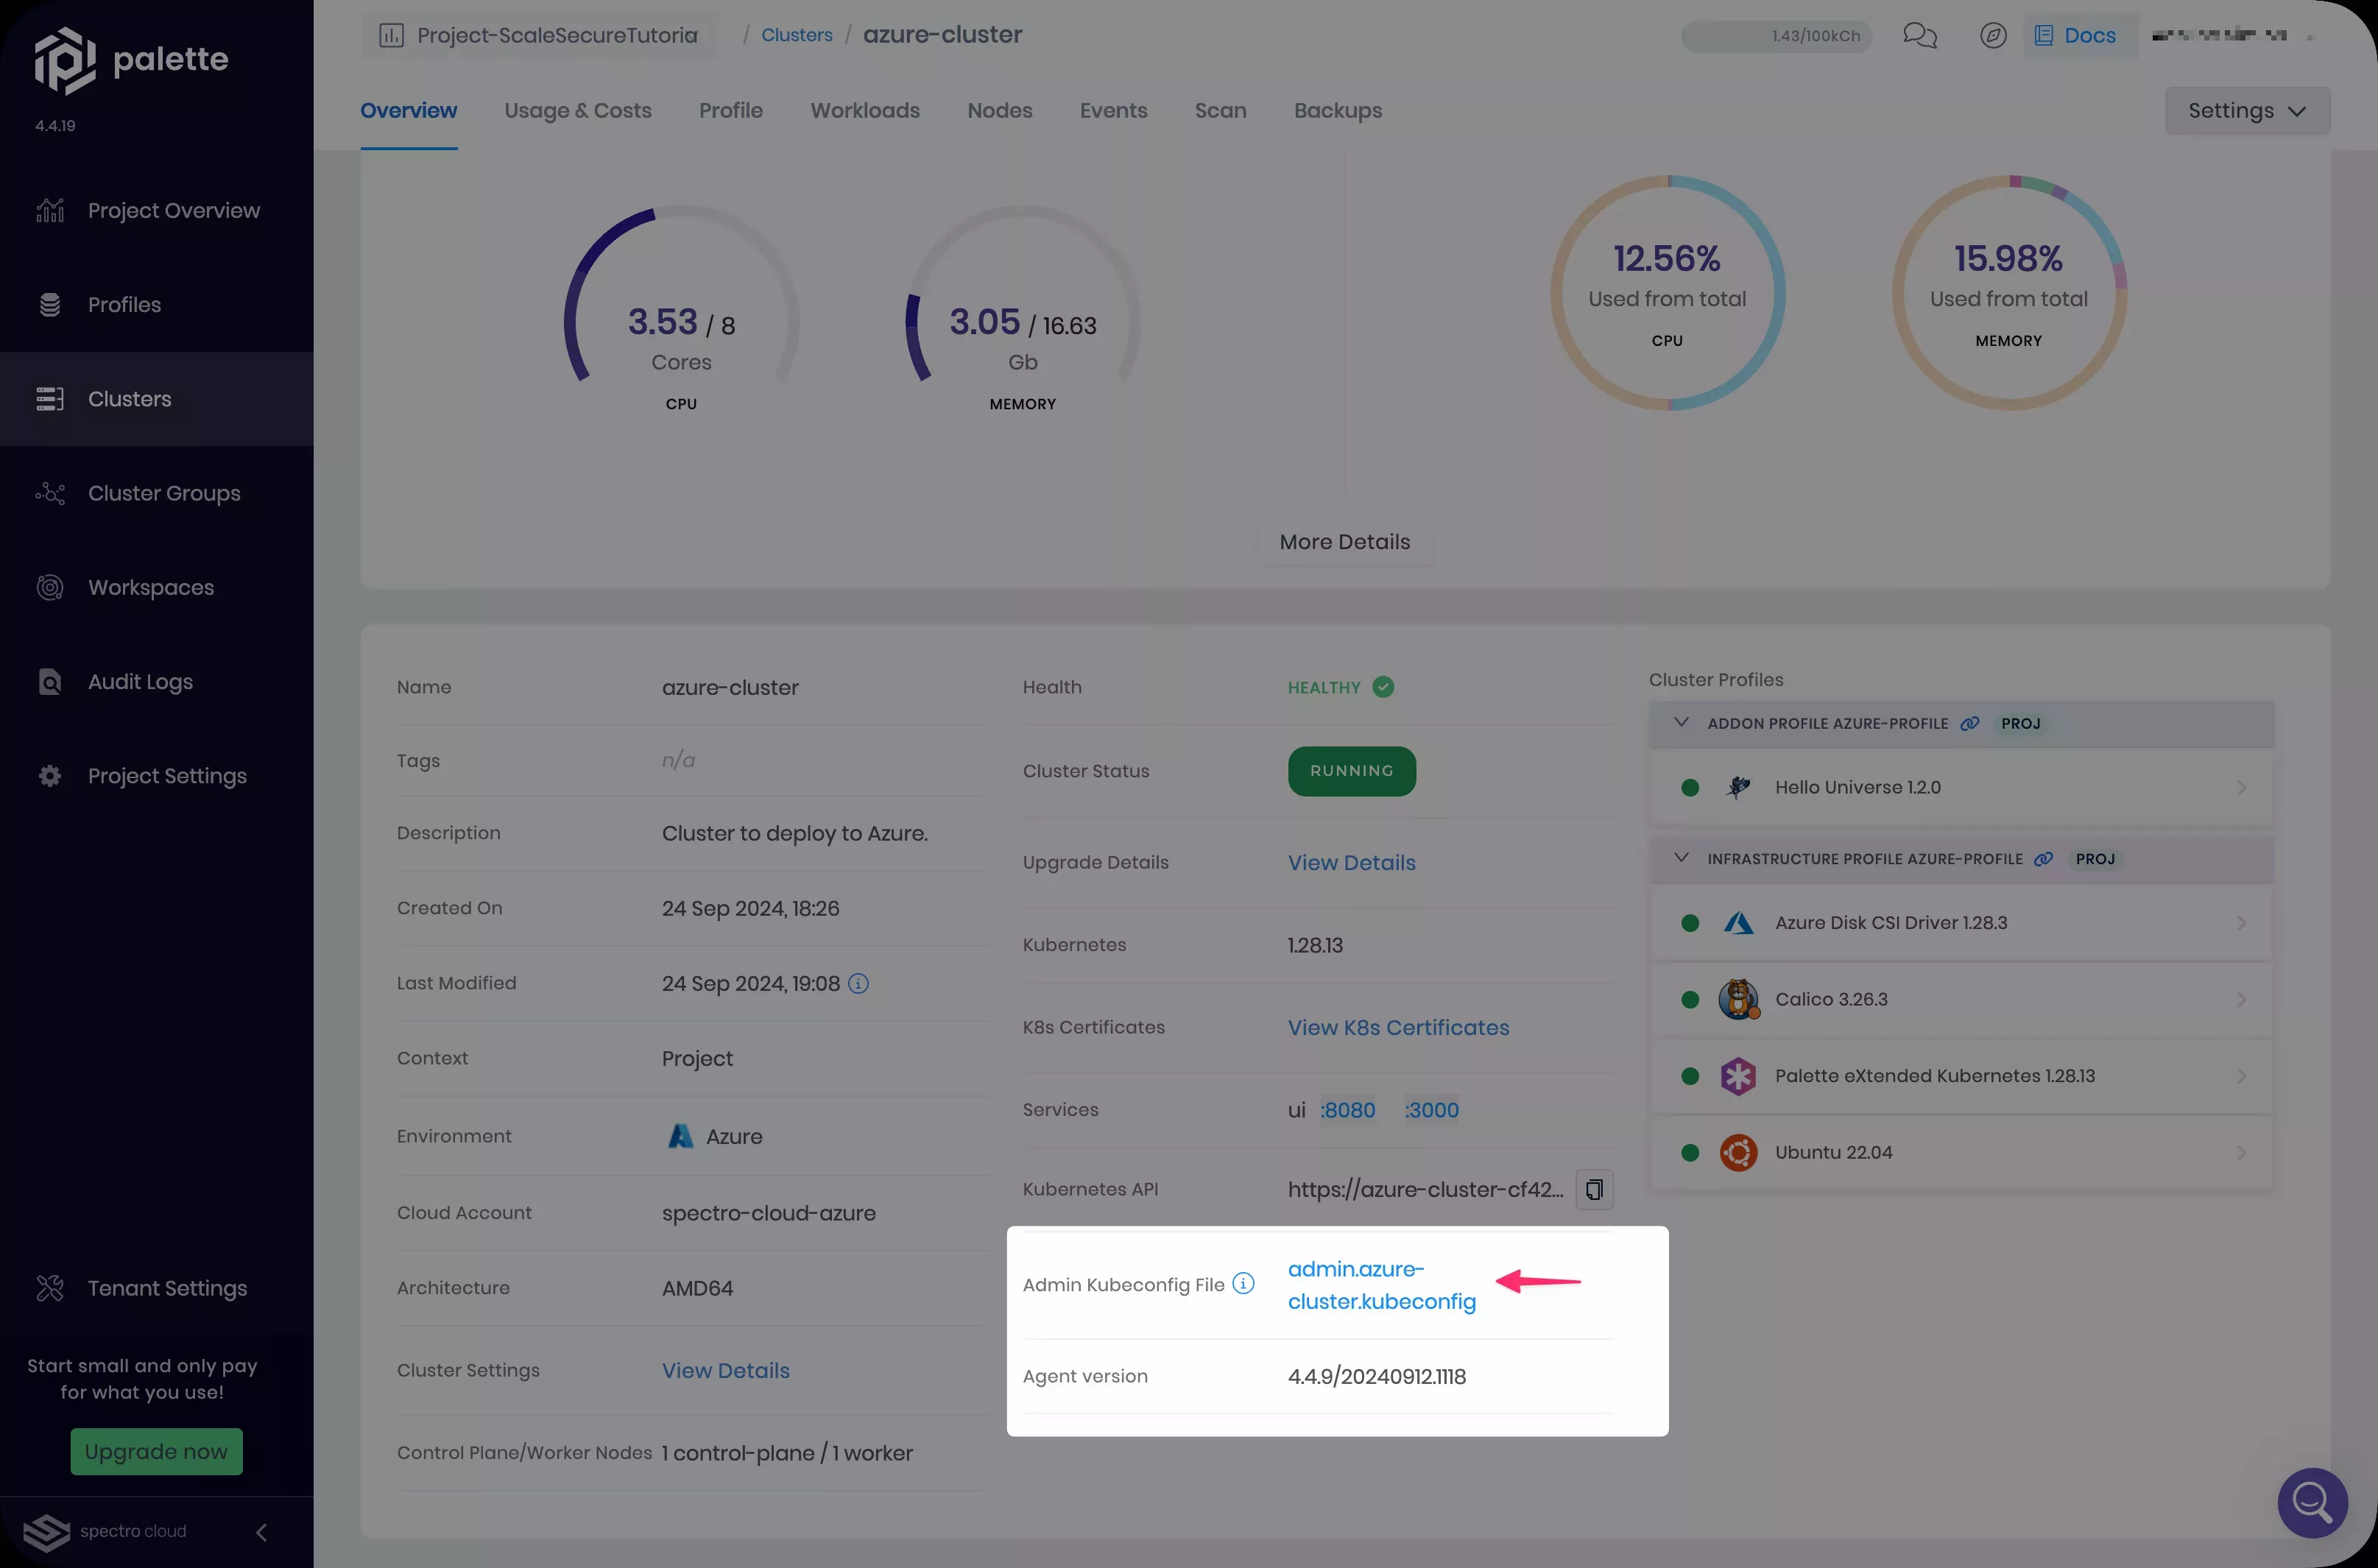 palette
4.4.19
Project Overview
Profiles
Clusters
Cluster Groups
Workspaces
Audit Logs
Project Settings
Tenant Settings
Start small and only pay
for what you use!
Upgrade now
spectro cloud
Project-ScaleSecureTutoria / Clusters / azure-cluster
1.43/100kCh
Docs
Overview Usage & Costs Profile Workloads Nodes Events Scan Backups
Settings
3.53 / 8
Cores
CPU
3.05 / 16.63
Gb
MEMORY
12.56%
Used from total
CPU
15.98%
Used from total
MEMORY
More Details
Name azure-cluster
Tags n/a
Description Cluster to deploy to Azure.
Created On 24 Sep 2024, 18:26
Last Modified 24 Sep 2024, 19:08
Context Project
Environment Azure
Cloud Account spectro-cloud-azure
Architecture AMD64
Cluster Settings View Details
Control Plane/Worker Nodes 1 control-plane / 1 worker
Health HEALTHY
Cluster Status RUNNING
Upgrade Details View Details
Kubernetes 1.28.13
K8s Certificates View K8s Certificates
Services ui :8080 :3000
Kubernetes API https://azure-cluster-cf42...
Admin Kubeconfig File admin.azure-
cluster.kubeconfig
Agent version 4.4.9/20240912.1118
Cluster Profiles
ADDON PROFILE AZURE-PROFILE PROJ
Hello Universe 1.2.0
INFRASTRUCTURE PROFILE AZURE-PROFILE PROJ
Azure Disk CSI Driver 1.28.3
Calico 3.26.3
Palette eXtended Kubernetes 1.28.13
Ubuntu 22.04